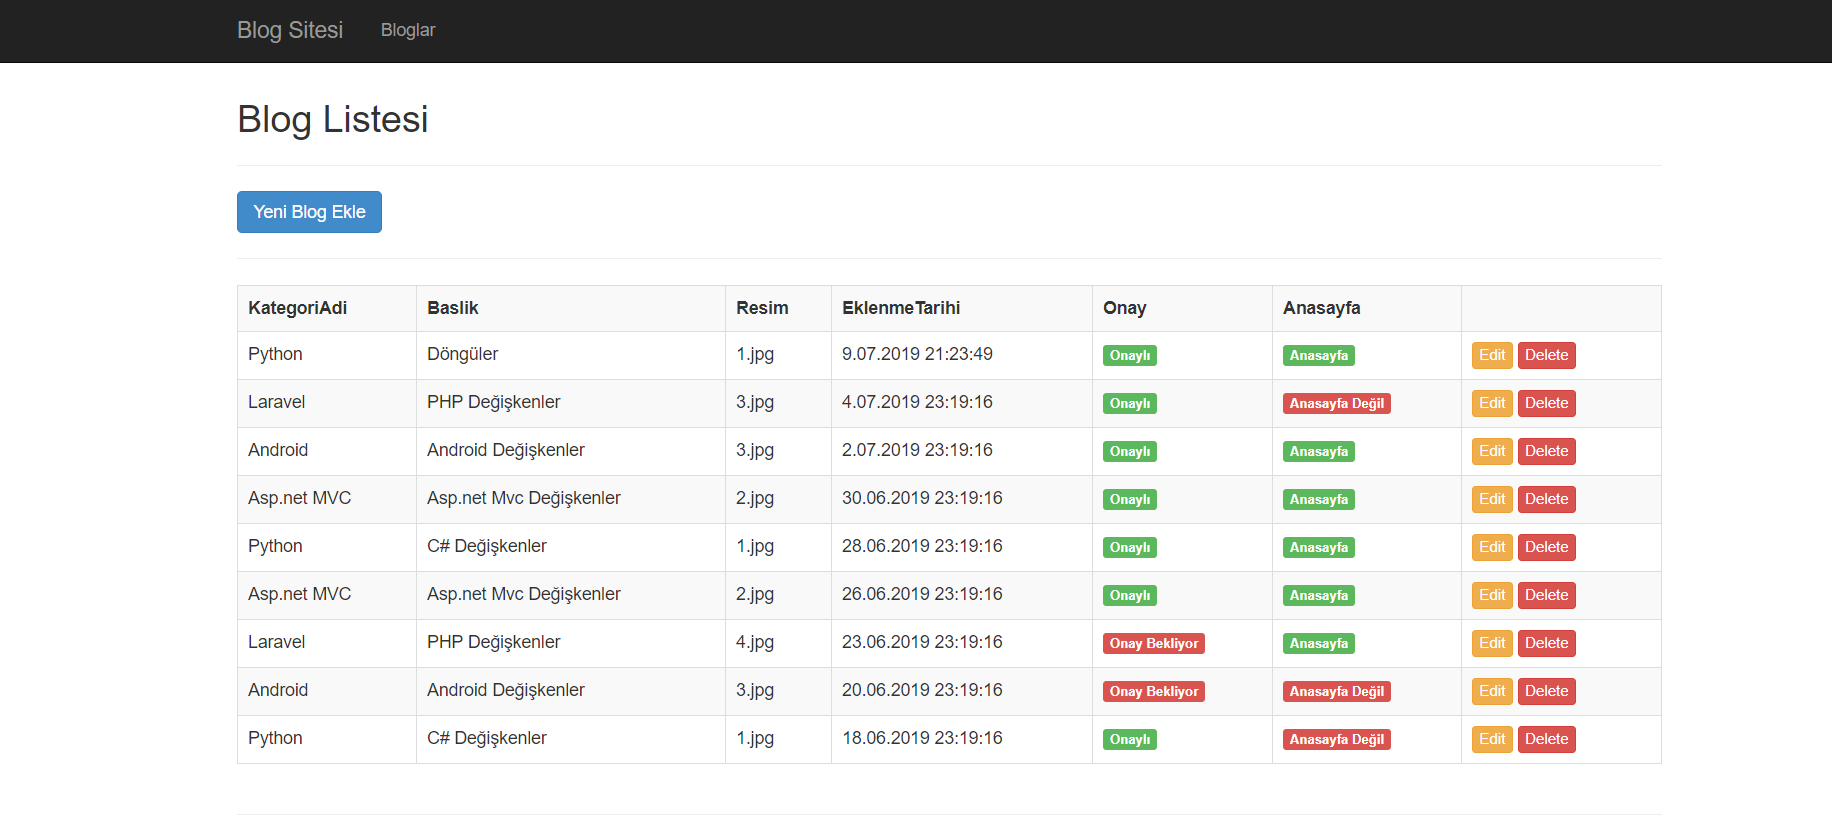 Blog Sitesi Bloglar
Blog Listesi
Yeni Blog Ekle
KategoriAdi Baslik Resim EklenmeTarihi Onay Anasayfa
Python Döngüler 1.jpg 9.07.2019 21:23:49 Onaylı Anasayfa Edit Delete
Laravel PHP Değişkenler 3.jpg 4.07.2019 23:19:16 Onaylı Anasayfa Değil Edit Delete
Android Android Değişkenler 3.jpg 2.07.2019 23:19:16 Onaylı Anasayfa Edit Delete
Asp.net MVC Asp.net Mvc Değişkenler 2.jpg 30.06.2019 23:19:16 Onaylı Anasayfa Edit Delete
Python C# Değişkenler 1.jpg 28.06.2019 23:19:16 Onaylı Anasayfa Edit Delete
Asp.net MVC Asp.net Mvc Değişkenler 2.jpg 26.06.2019 23:19:16 Onaylı Anasayfa Edit Delete
Laravel PHP Değişkenler 4.jpg 23.06.2019 23:19:16 Onay Bekliyor Anasayfa Edit Delete
Android Android Değişkenler 3.jpg 20.06.2019 23:19:16 Onay Bekliyor Anasayfa Değil Edit Delete
Python C# Değişkenler 1.jpg 18.06.2019 23:19:16 Onaylı Anasayfa Değil Edit Delete